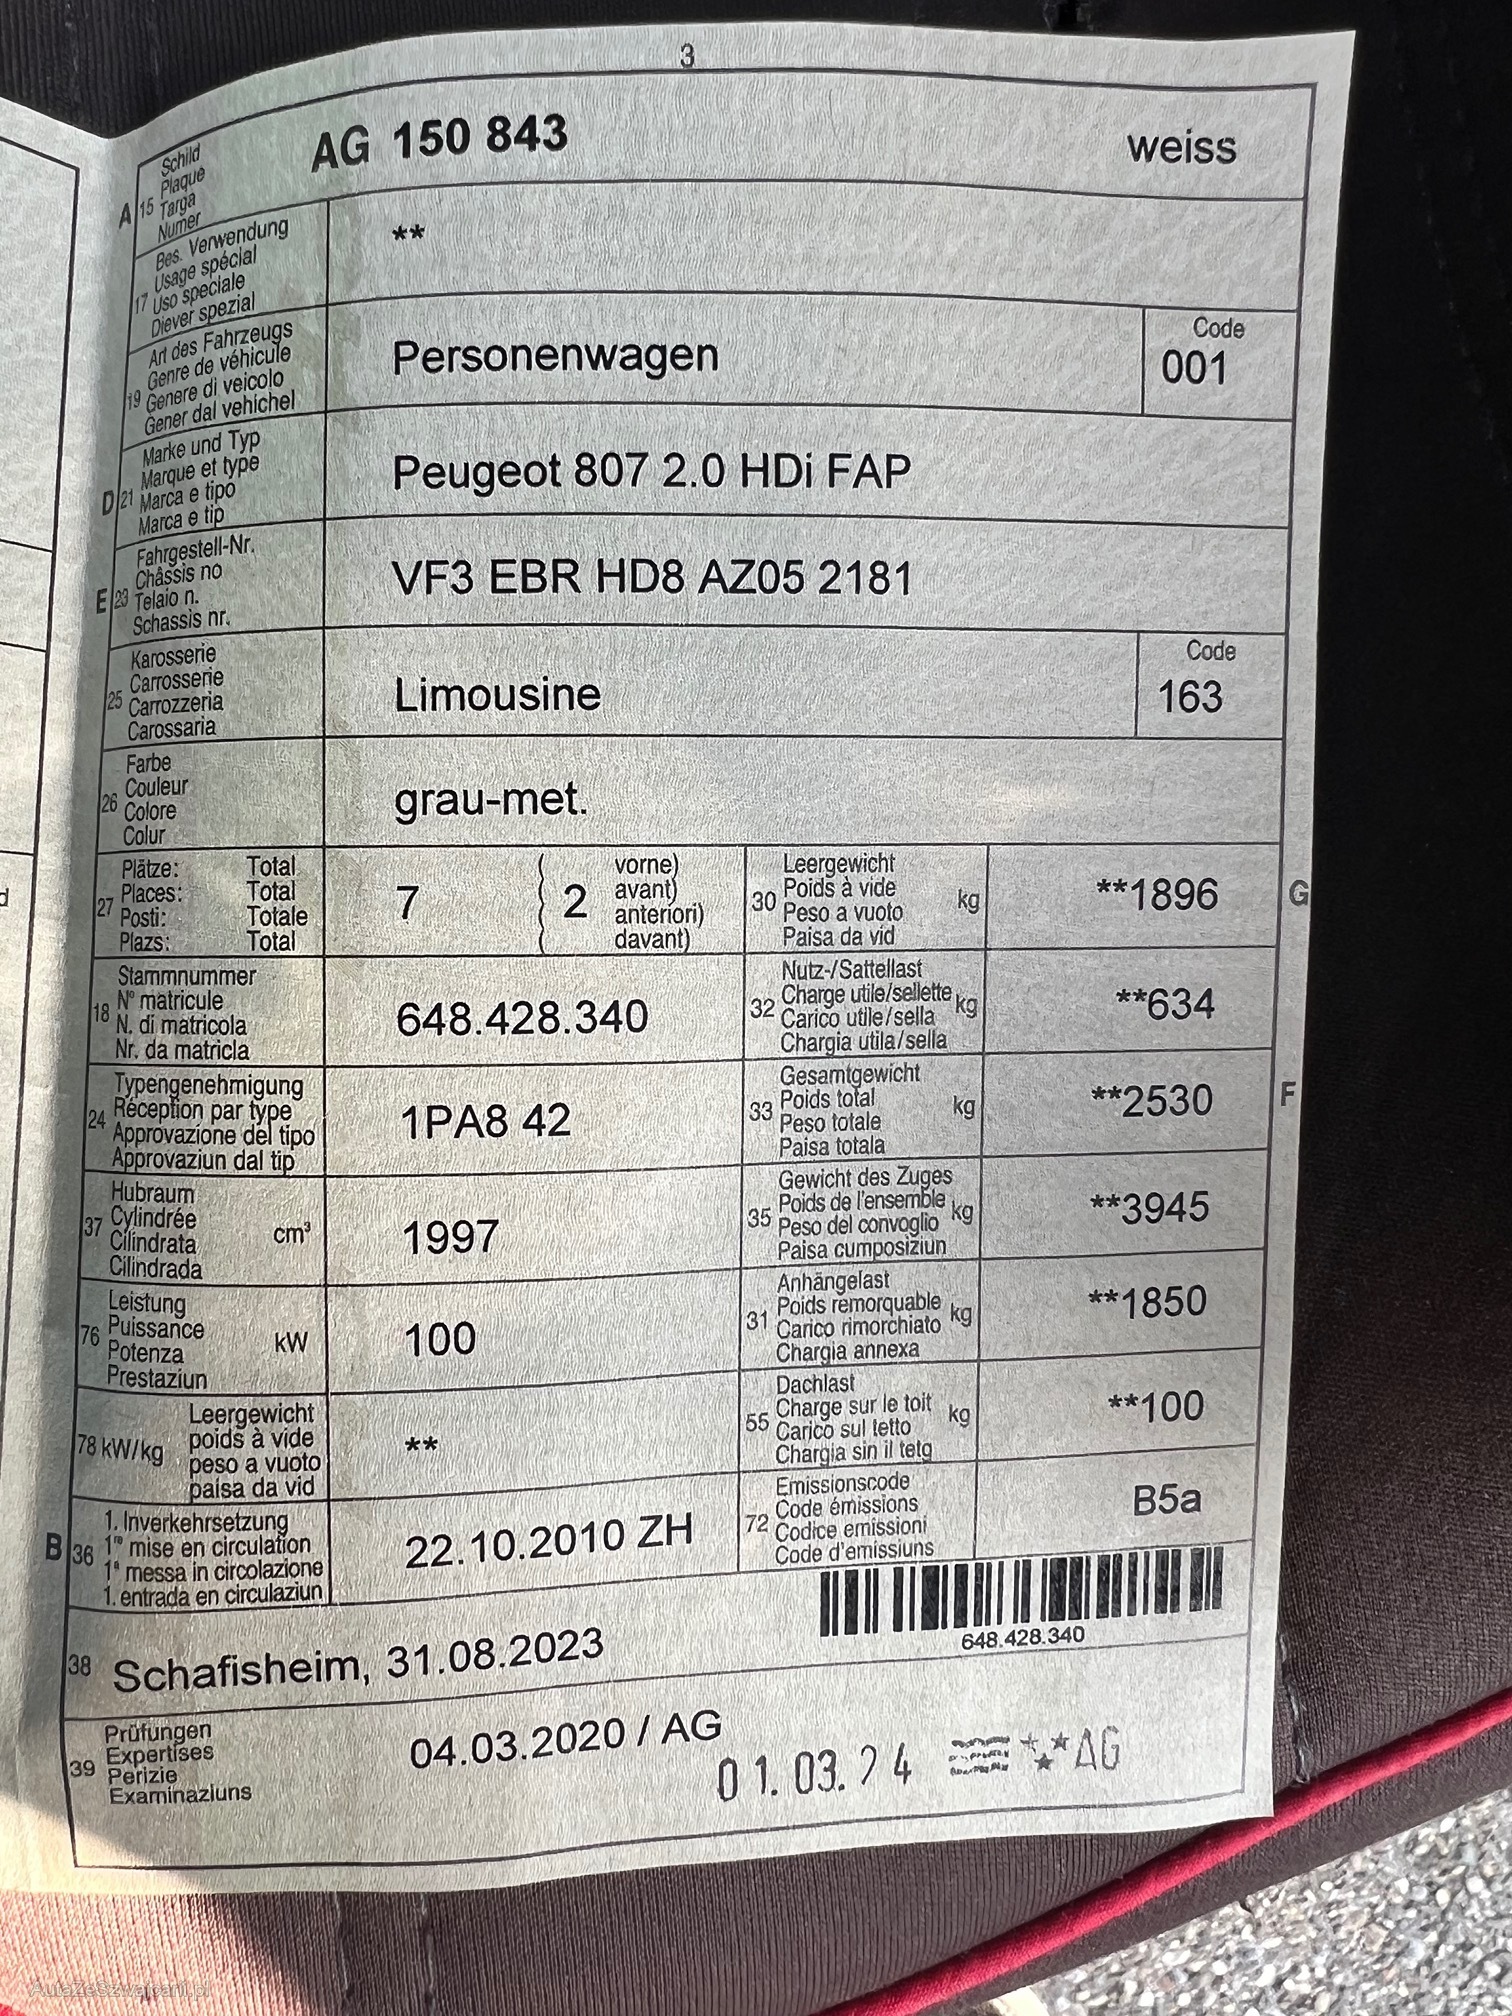 3
A 15 Schild
Plaque
Targa
Numer
AG 150 843 weiss
17 Bes. Verwendung
Usage spécial
Uso speciale
Diever spezial
**
19 Art des Fahrzeugs
Genre de véhicule
Genere di veicolo
Gener dal vehichel
Personenwagen
Code
001
D 21 Marke und Typ
Marque et type
Marca e tipo
Marca e tip
Peugeot 807 2.0 HDi FAP
E 23 Fahrgestell-Nr.
Châssis no
Telaio n.
Schassis nr.
VF3 EBR HD8 AZ05 2181
25 Karosserie
Carrosserie
Carrozzeria
Carossaria
Limousine
Code
163
26 Farbe
Couleur
Colore
Colur
grau-met.
27 Plätze: Total
Places: Total
Posti: Totale
Plazs: Total
7
2
vorne)
avant)
anteriori)
davant)
30 Leergewicht
Poids à vide
Peso a vuoto
Paisa da vid
kg
**1896 G
18 Stammnummer
N° matricule
N. di matricola
Nr. da matricla
648.428.340
32 Nutz-/Sattellast
Charge utile/sellette
Carico utile/sella
Chargia utila/sella
kg
**634
24 Typengenehmigung
Réception par type
Approvazione del tipo
Approvaziun dal tip
1PA8 42
33 Gesamtgewicht
Poids total
Peso totale
Paisa totala
kg
**2530 F
37 Hubraum
Cylindrée
Cilindrata
Cilindrada
cm³
1997
35 Gewicht des Zuges
Poids de l'ensemble
Peso del convoglio
Paisa cumposiziun
kg
**3945
76 Leistung
Puissance
Potenza
Prestaziun
kW
100
31 Anhängelast
Poids remorquable
Carico rimorchiato
Chargia annexa
kg
**1850
78 kW/kg
Leergewicht
poids à vide
peso a vuoto
paisa da vid
**
55 Dachlast
Charge sur le toit
Carico sul tetto
Chargia sin il tetg
kg
**100
B 36 1. Inverkehrsetzung
1re mise en circulation
1a messa in circolazione
1. entrada en circulaziun
22.10.2010 ZH
72 Emissionscode
Code émissions
Codice emissioni
Code d'emissiuns
B5a
648.428.340
38 Schafisheim, 31.08.2023
39 Prüfungen
Expertises
Perizie
Examinaziuns
04.03.2020 / AG
01.03.24 AG
AutaZeSzwajcarii.pl
d